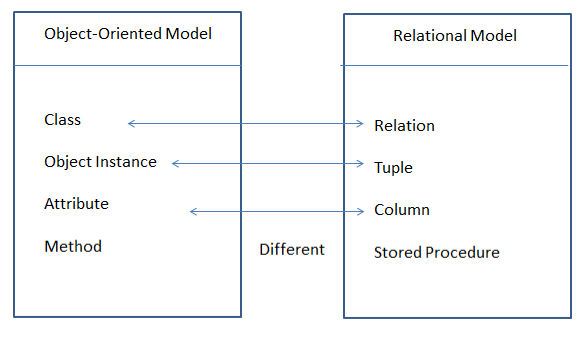 Object-Oriented Model
Relational Model
Class
Relation
Object Instance
Tuple
Attribute
Column
Method
Different
Stored Procedure